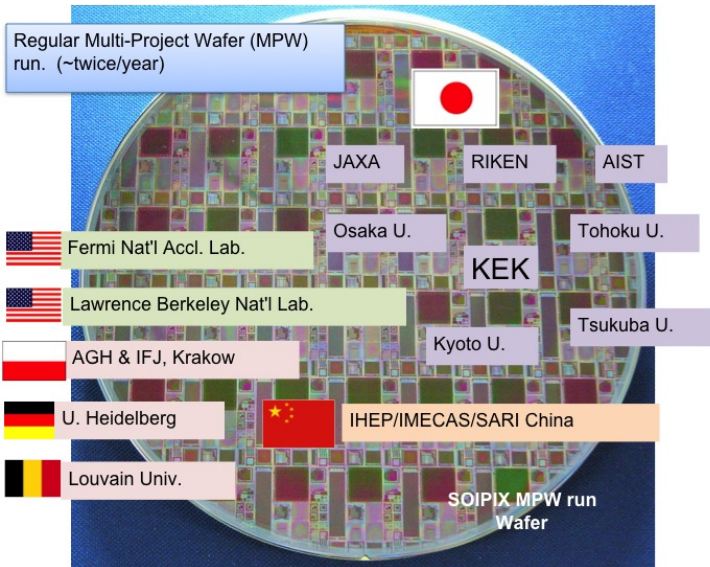 Regular Multi-Project Wafer (MPW)
run.  (~twice/year)
JAXA
RIKEN
AIST
Osaka U.
Tohoku U.
Fermi Nat'l Accl. Lab.
KEK
Lawrence Berkeley Nat'l Lab.
Tsukuba U.
Kyoto U.
AGH & IFJ, Krakow
U. Heidelberg
IHEP/IMECAS/SARI China
Louvain Univ.
SOIPIX MPW run
Wafer